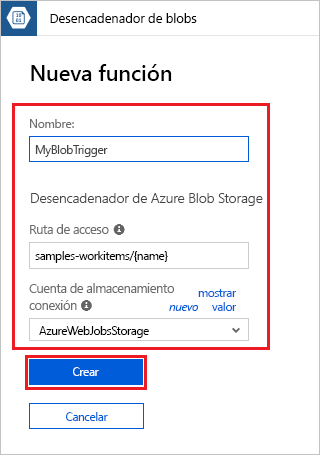 Desencadenador de blobs
Nueva función
Nombre:
MyBlobTrigger
Desencadenador de Azure Blob Storage
Ruta de acceso
samples-workitems/{name}
Cuenta de almacenamiento mostrar
conexión nuevo valor
AzureWebJobsStorage
Crear
Cancelar